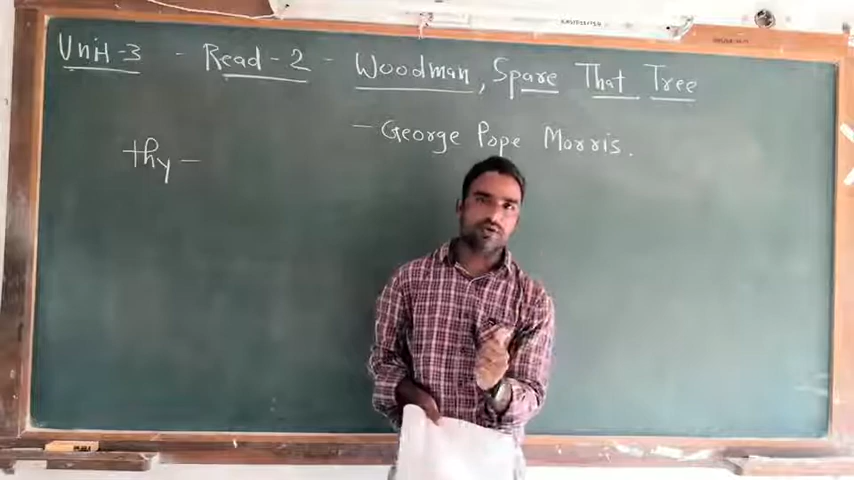 Unit-3 - Read-2 - Woodman, Spare That Tree
- George Pope Morris.
thy -